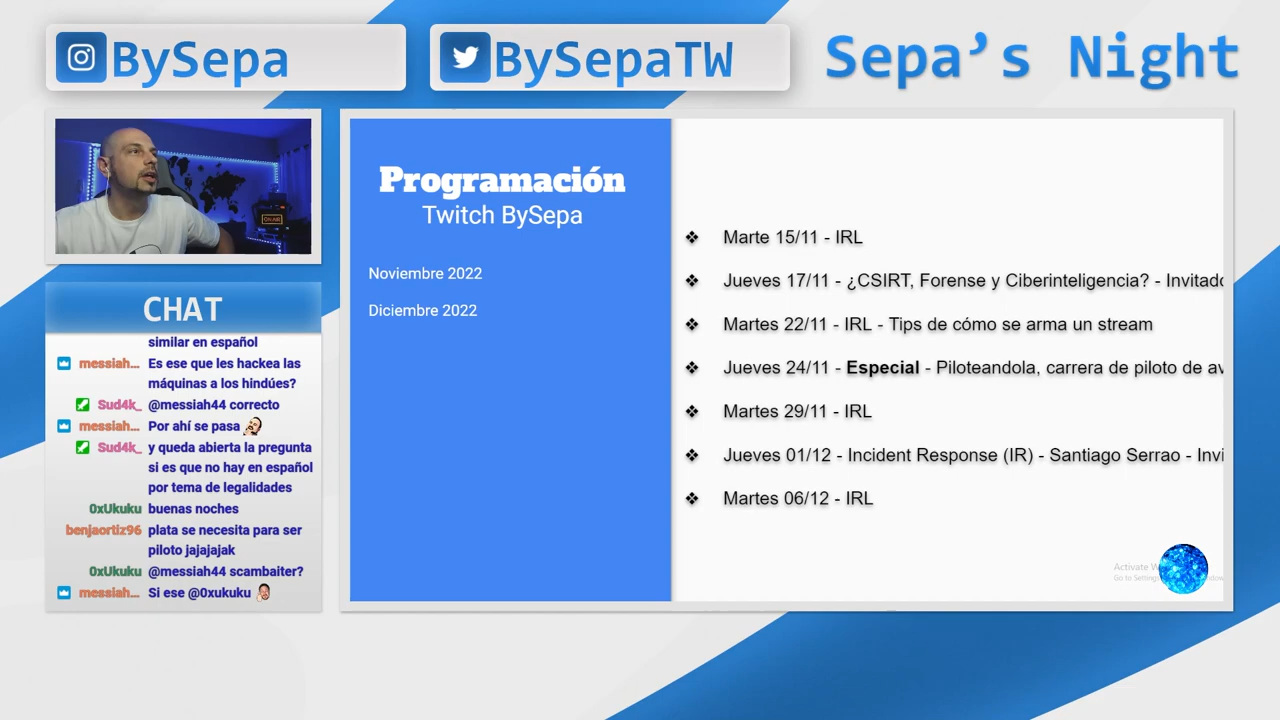 BySepa
BySepaTW
Sepa’s Night
ON AIR
CHAT
similar en español
messiah... Es ese que les hackea las
máquinas a los hindúes?
Sud4k_ @messiah44 correcto
messiah... Por ahí se pasa
Sud4k_ y queda abierta la pregunta
si es que no hay en español
por tema de legalidades
0xUkuku buenas noches
benjaortiz96 plata se necesita para ser
piloto jajajajak
0xUkuku @messiah44 scambaiter?
messiah... Si ese @0xukuku
Programación
Twitch BySepa
Noviembre 2022
Diciembre 2022
❖ Marte 15/11 - IRL
❖ Jueves 17/11 - ¿CSIRT, Forense y Ciberinteligencia? - Invitado
❖ Martes 22/11 - IRL - Tips de cómo se arma un stream
❖ Jueves 24/11 - Especial - Piloteandola, carrera de piloto de av
❖ Martes 29/11 - IRL
❖ Jueves 01/12 - Incident Response (IR) - Santiago Serrao - Invi
❖ Martes 06/12 - IRL
Activate W
Go to Settings